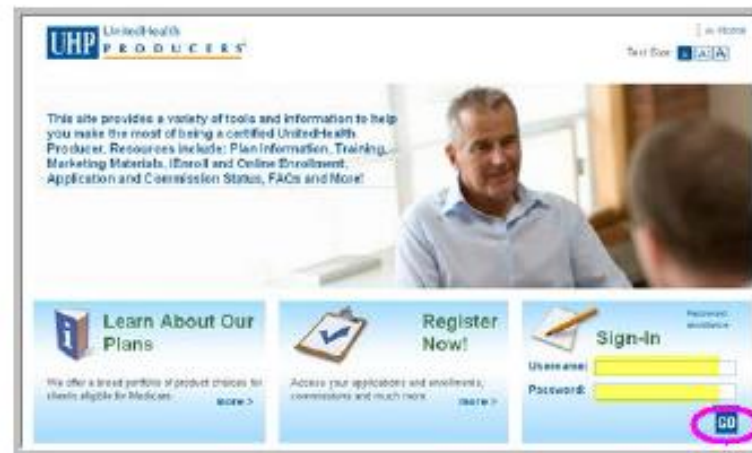 UHP UnitedHealth
PRODUCERS
Home
Text Size: A A A
This site provides a variety of tools and information to help
you make the most of being a certified UnitedHealth
Producer. Resources include: Plan Information, Training,
Marketing Materials, iEnroll and Online Enrollment,
Application and Commission Status, FAQs and More!
Learn About Our
Plans
We offer a broad portfolio of product choices for
clients eligible for Medicare.
more >
Register
Now!
Access your applications and enrollments,
commissions and much more.
more >
Password
assistance
Sign-In
Username:
Password:
GO